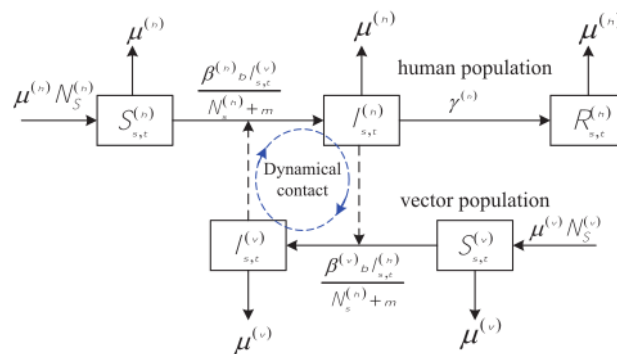 μ^(h) μ^(h) μ^(h)
μ^(h) N_S^(h) S_{s,t}^(h) β^(h) b I_{s,t}^(v) / N_s^(h) + m I_{s,t}^(h) human population γ^(h) R_{s,t}^(h)
Dynamical
contact
vector population
I_{s,t}^(v) β^(v) b I_{s,t}^(h) / N_s^(h) + m S_{s,t}^(v) μ^(v) N_S^(v)
μ^(v) μ^(v)